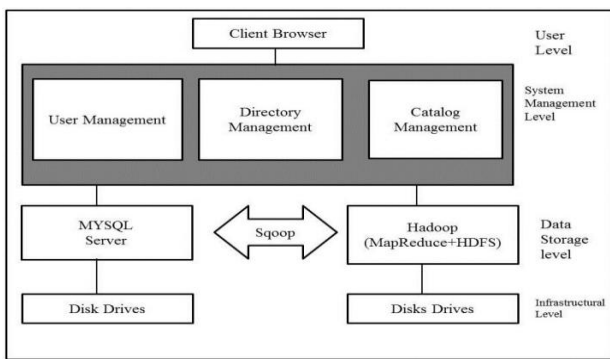 Client Browser
User
Level
User Management
Directory
Management
Catalog
Management
System
Management
Level
MYSQL
Server
Sqoop
Hadoop
(MapReduce+HDFS)
Data
Storage
level
Disk Drives
Disks Drives
Infrastructural
Level